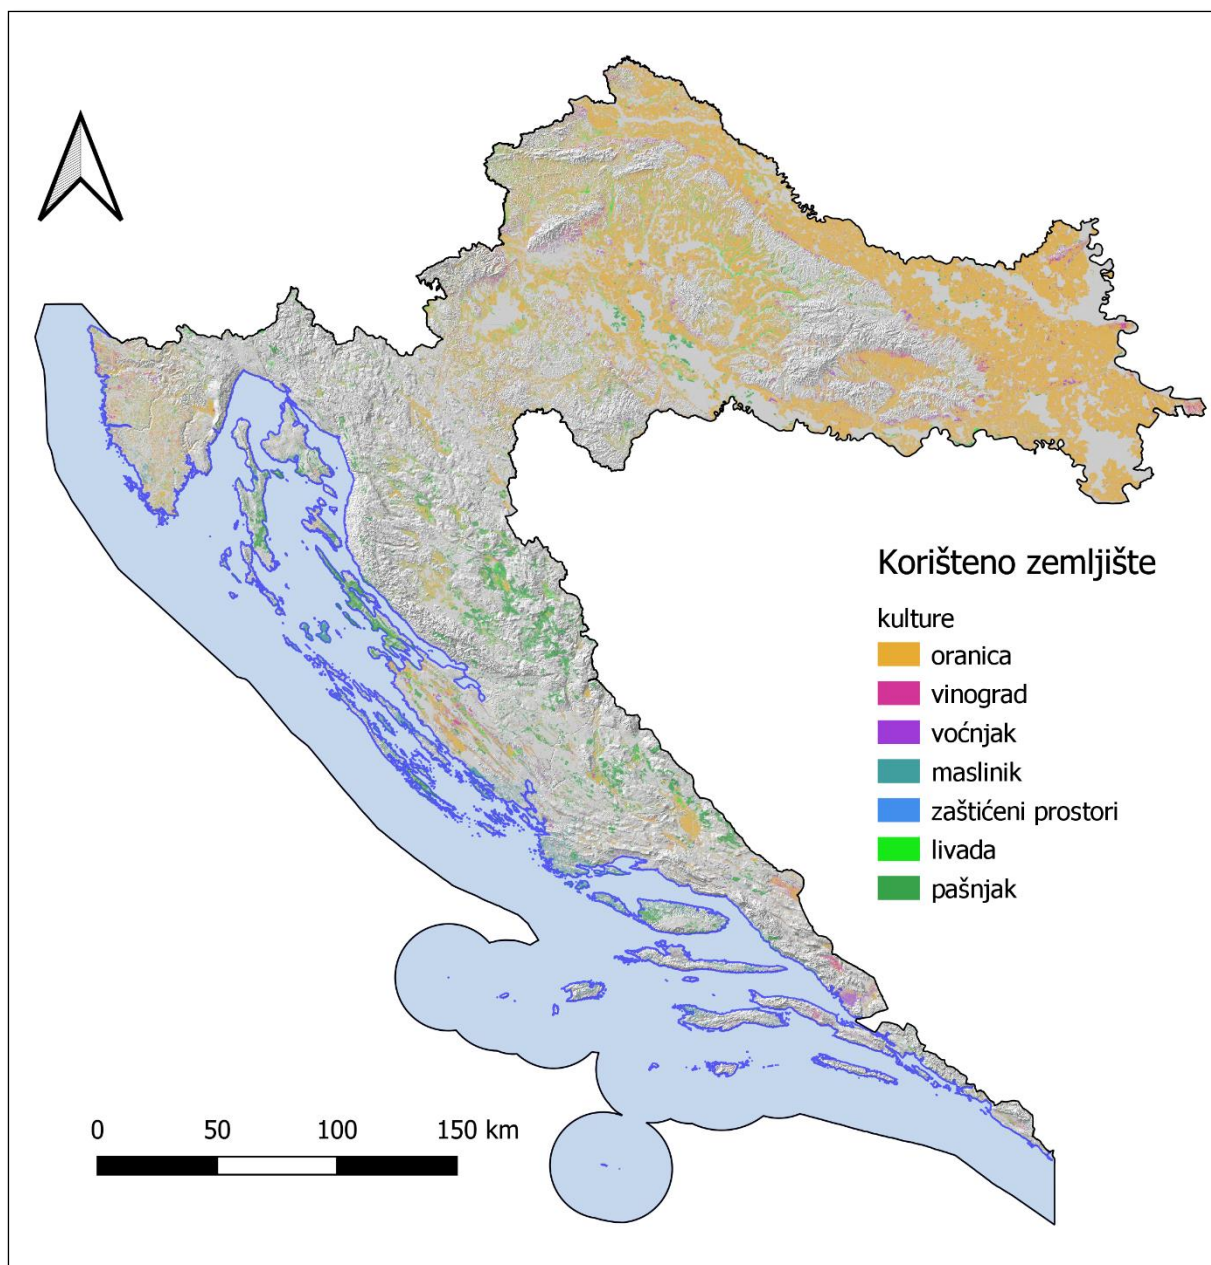 Korišteno zemljište
kulture
oranica
vinograd
voćnjak
maslinik
zaštićeni prostori
livada
pašnjak
0 50 100 150 km